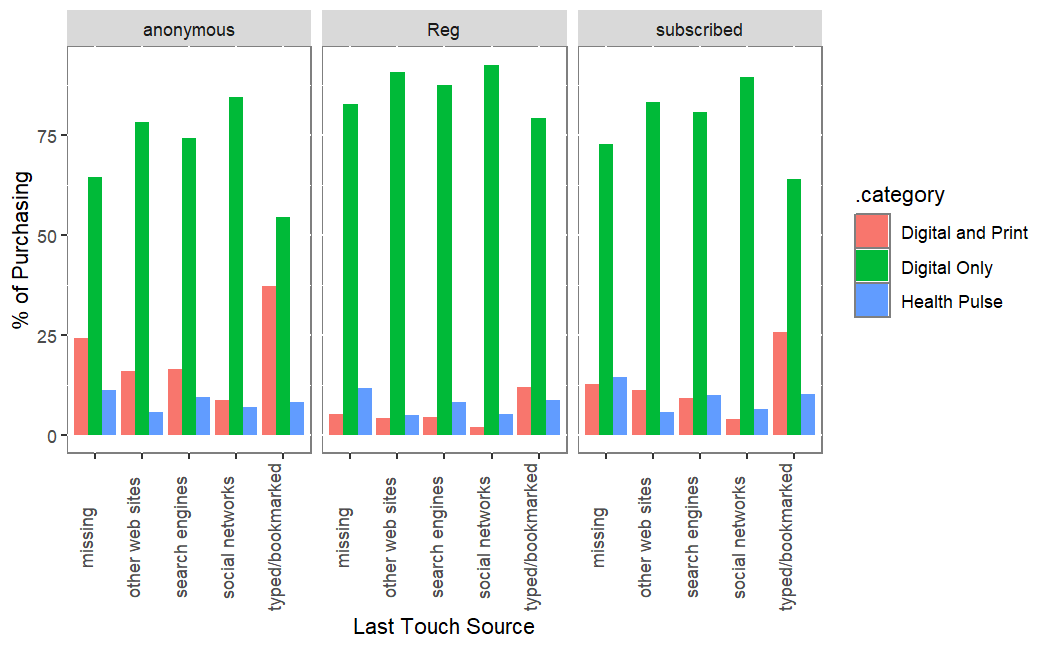 anonymous
Reg
subscribed
% of Purchasing
75
50
25
0
missing
other web sites
search engines
social networks
typed/bookmarked
missing
other web sites
search engines
social networks
typed/bookmarked
missing
other web sites
search engines
social networks
typed/bookmarked
Last Touch Source
.category
Digital and Print
Digital Only
Health Pulse